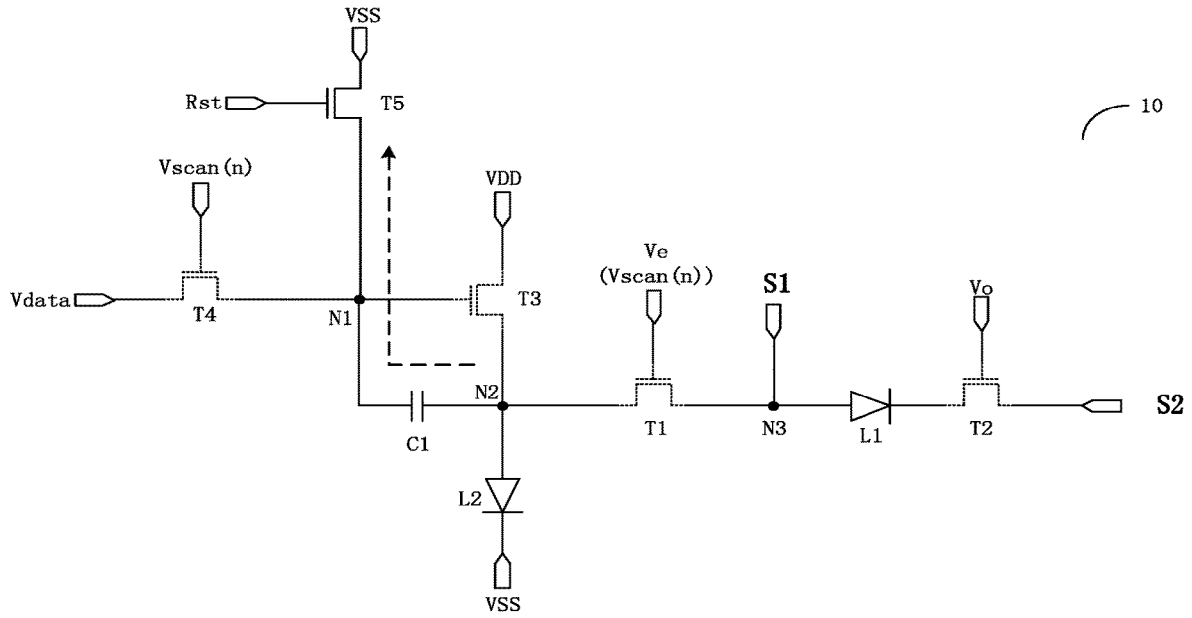 VSS
Rst
T5
10
Vscan(n)
VDD
Ve
(Vscan(n))
S1
Vo
Vdata
T4
N1
T3
N2
C1
T1
N3
L1
T2
S2
L2
VSS